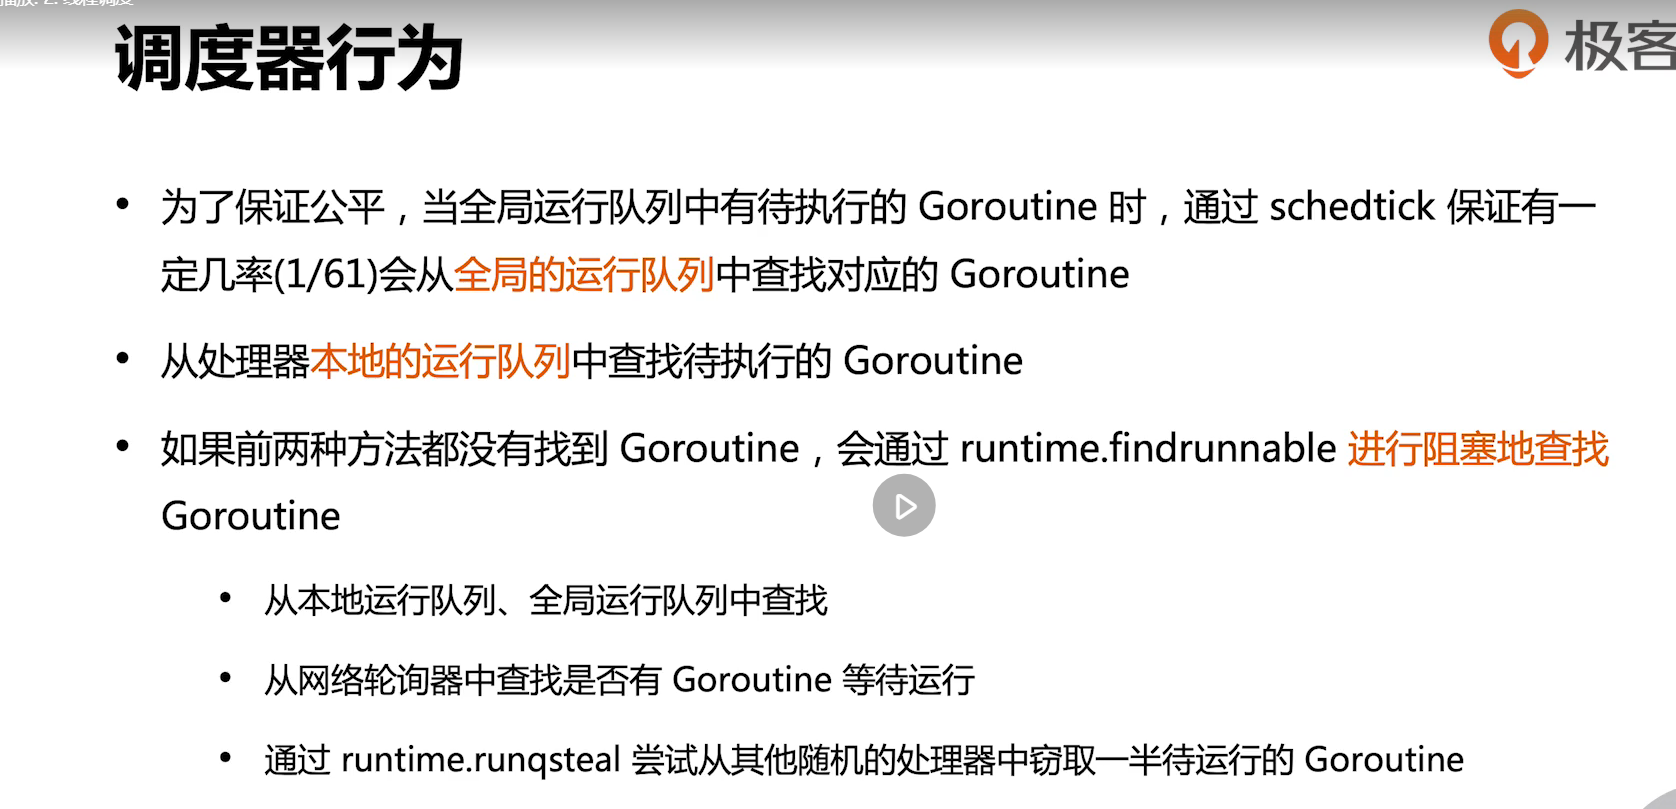 播放: 2. 线程调度
调度器行为
极客
• 为了保证公平，当全局运行队列中有待执行的 Goroutine 时，通过 schedtick 保证有一
定几率(1/61)会从全局的运行队列中查找对应的 Goroutine
• 从处理器本地的运行队列中查找待执行的 Goroutine
• 如果前两种方法都没有找到 Goroutine，会通过 runtime.findrunnable 进行阻塞地查找
Goroutine
• 从本地运行队列、全局运行队列中查找
• 从网络轮询器中查找是否有 Goroutine 等待运行
• 通过 runtime.runqsteal 尝试从其他随机的处理器中窃取一半待运行的 Goroutine